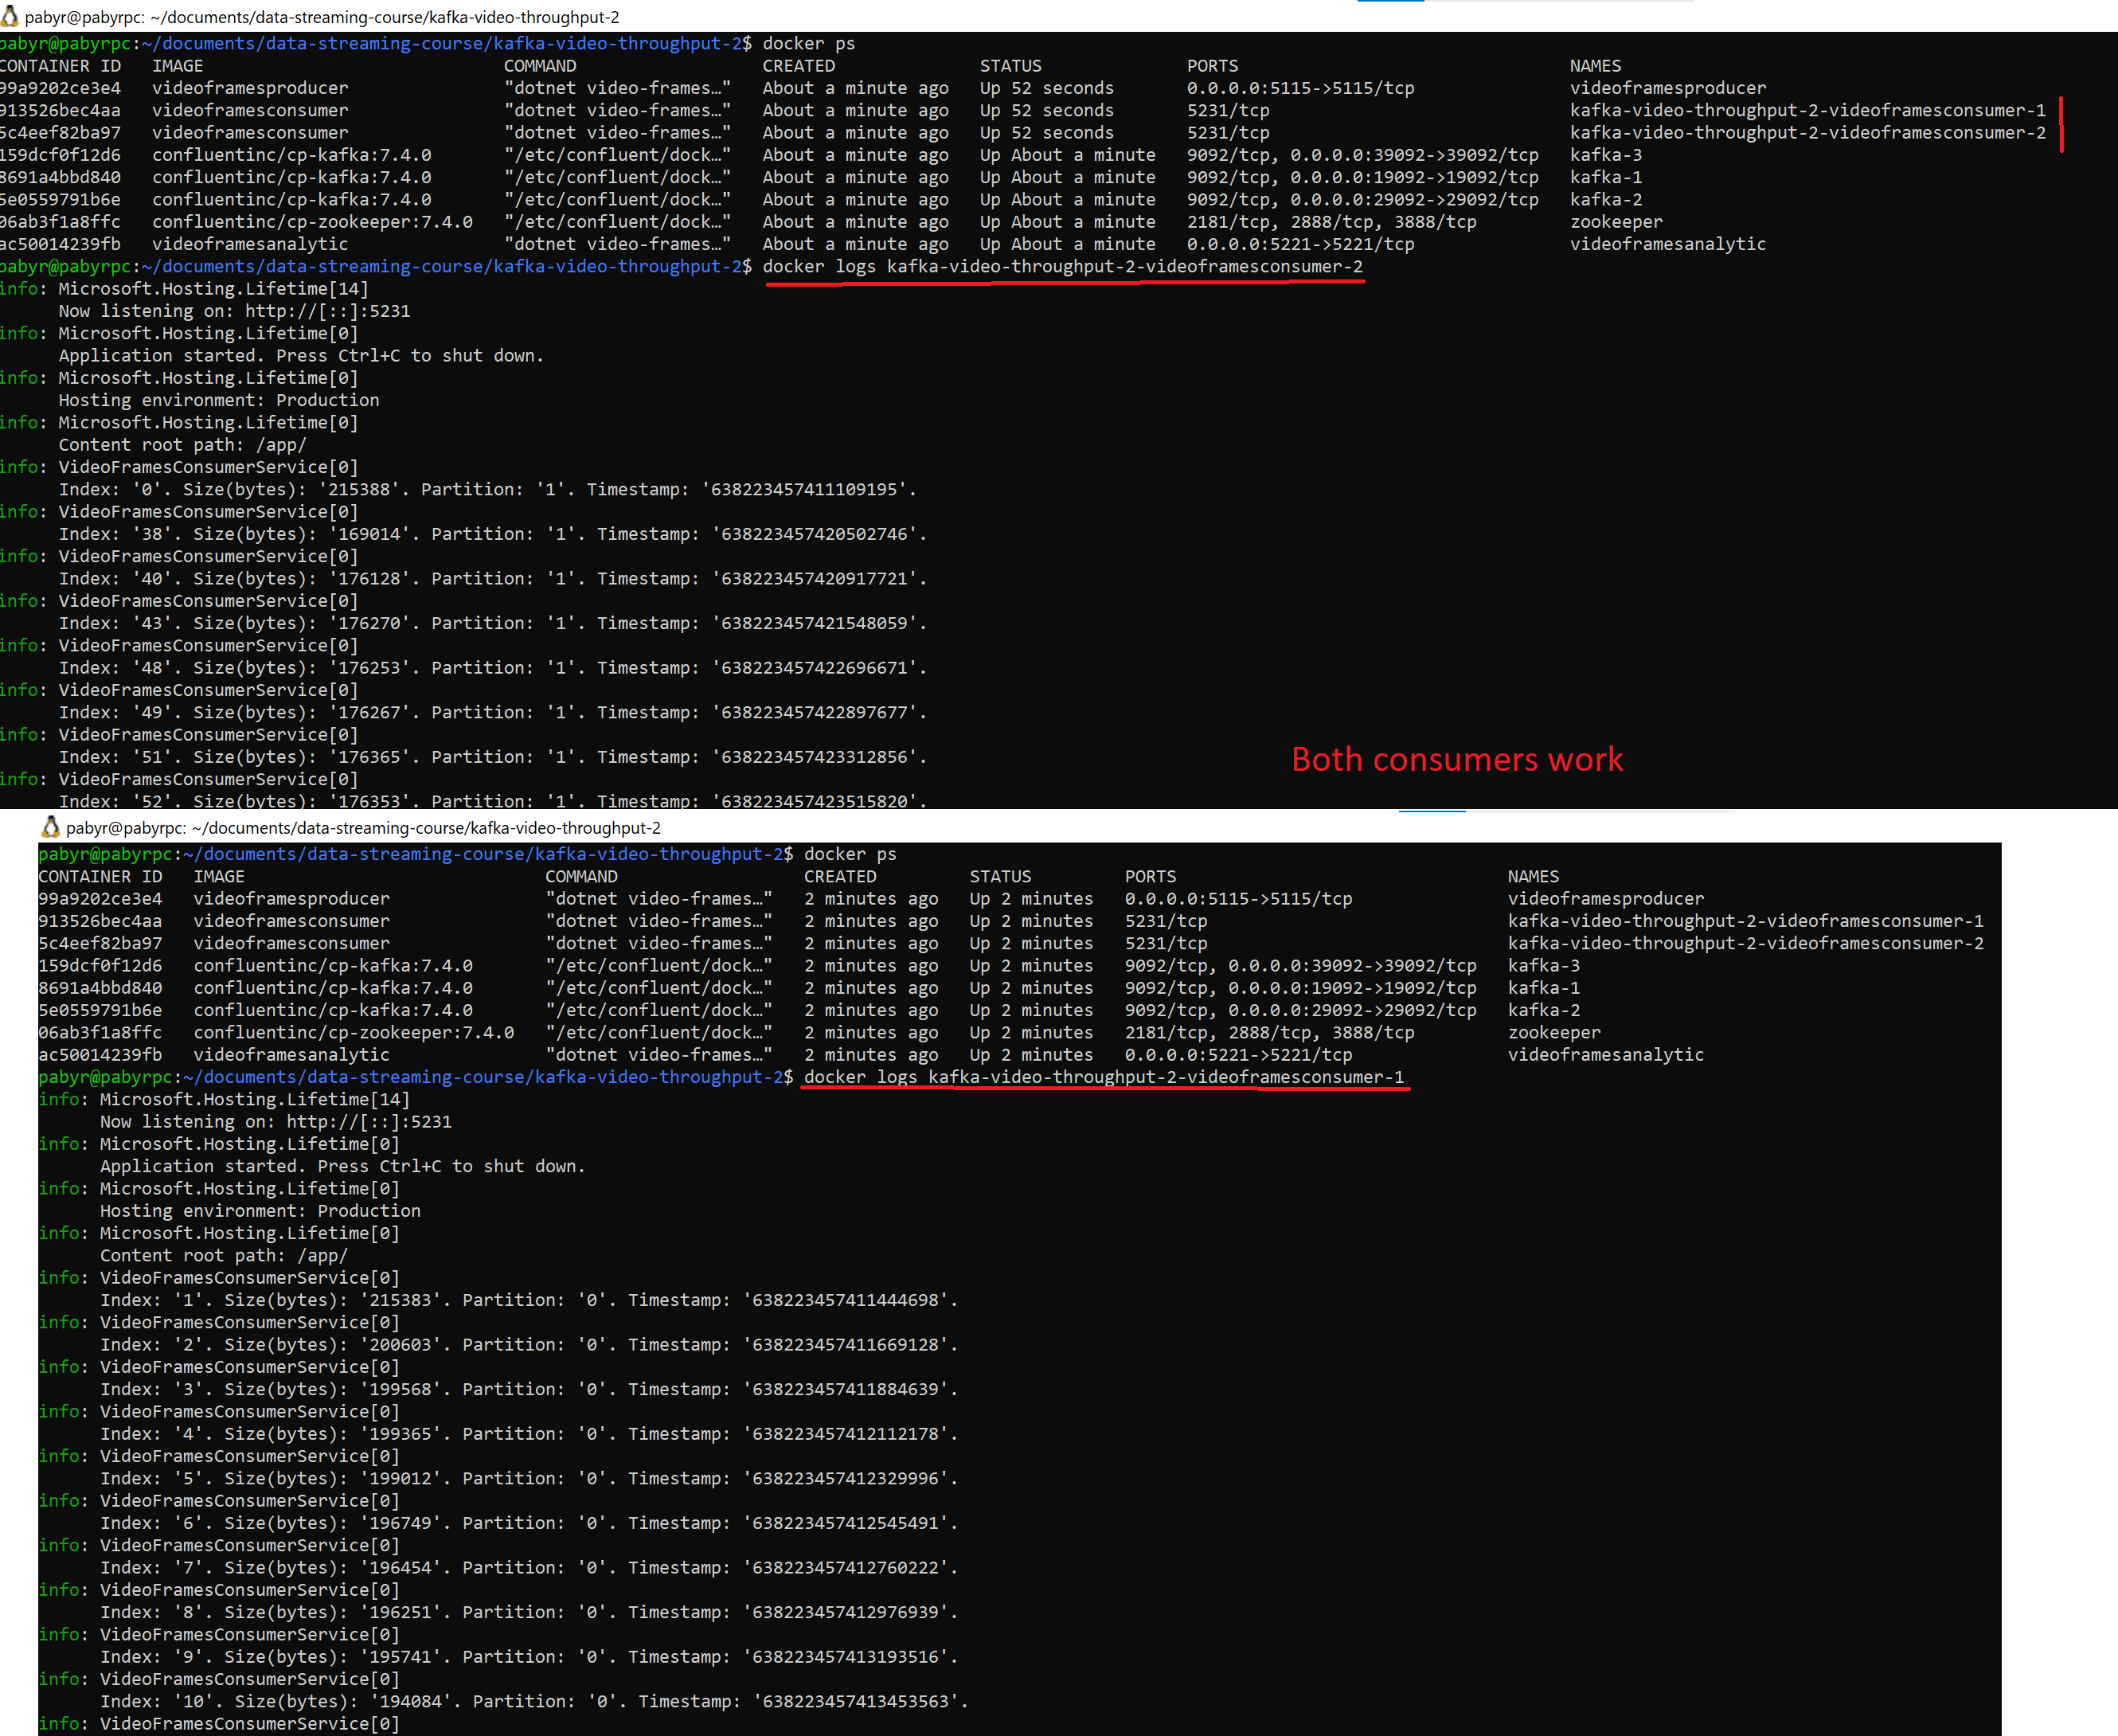 pabyr@pabyrpc: ~/documents/data-streaming-course/kafka-video-throughput-2
pabyr@pabyrpc:~/documents/data-streaming-course/kafka-video-throughput-2$ docker ps
CONTAINER ID   IMAGE   COMMAND   CREATED   STATUS   PORTS   NAMES
99a9202ce3e4   videoframesproducer   "dotnet video-frames…"   About a minute ago   Up 52 seconds   0.0.0.0:5115->5115/tcp   videoframesproducer
913526bec4aa   videoframesconsumer   "dotnet video-frames…"   About a minute ago   Up 52 seconds   5231/tcp   kafka-video-throughput-2-videoframesconsumer-1
5c4eef82ba97   videoframesconsumer   "dotnet video-frames…"   About a minute ago   Up 52 seconds   5231/tcp   kafka-video-throughput-2-videoframesconsumer-2
159dcf0f12d6   confluentinc/cp-kafka:7.4.0   "/etc/confluent/dock…"   About a minute ago   Up About a minute   9092/tcp, 0.0.0.0:39092->39092/tcp   kafka-3
8691a4bbd840   confluentinc/cp-kafka:7.4.0   "/etc/confluent/dock…"   About a minute ago   Up About a minute   9092/tcp, 0.0.0.0:19092->19092/tcp   kafka-1
5e0559791b6e   confluentinc/cp-kafka:7.4.0   "/etc/confluent/dock…"   About a minute ago   Up About a minute   9092/tcp, 0.0.0.0:29092->29092/tcp   kafka-2
06ab3f1a8ffc   confluentinc/cp-zookeeper:7.4.0   "/etc/confluent/dock…"   About a minute ago   Up About a minute   2181/tcp, 2888/tcp, 3888/tcp   zookeeper
ac50014239fb   videoframesanalytic   "dotnet video-frames…"   About a minute ago   Up About a minute   0.0.0.0:5221->5221/tcp   videoframesanalytic
pabyr@pabyrpc:~/documents/data-streaming-course/kafka-video-throughput-2$ docker logs kafka-video-throughput-2-videoframesconsumer-2
info: Microsoft.Hosting.Lifetime[14]
Now listening on: http://[::]:5231
info: Microsoft.Hosting.Lifetime[0]
Application started. Press Ctrl+C to shut down.
info: Microsoft.Hosting.Lifetime[0]
Hosting environment: Production
info: Microsoft.Hosting.Lifetime[0]
Content root path: /app/
info: VideoFramesConsumerService[0]
Index: '0'. Size(bytes): '215388'. Partition: '1'. Timestamp: '638223457411109195'.
info: VideoFramesConsumerService[0]
Index: '38'. Size(bytes): '169014'. Partition: '1'. Timestamp: '638223457420502746'.
info: VideoFramesConsumerService[0]
Index: '40'. Size(bytes): '176128'. Partition: '1'. Timestamp: '638223457420917721'.
info: VideoFramesConsumerService[0]
Index: '43'. Size(bytes): '176270'. Partition: '1'. Timestamp: '638223457421548059'.
info: VideoFramesConsumerService[0]
Index: '48'. Size(bytes): '176253'. Partition: '1'. Timestamp: '638223457422696671'.
info: VideoFramesConsumerService[0]
Index: '49'. Size(bytes): '176267'. Partition: '1'. Timestamp: '638223457422897677'.
info: VideoFramesConsumerService[0]
Index: '51'. Size(bytes): '176365'. Partition: '1'. Timestamp: '638223457423312856'.
Both consumers work
info: VideoFramesConsumerService[0]
Index: '52'. Size(bytes): '176353'. Partition: '1'. Timestamp: '638223457423515820'.
pabyr@pabyrpc: ~/documents/data-streaming-course/kafka-video-throughput-2
pabyr@pabyrpc:~/documents/data-streaming-course/kafka-video-throughput-2$ docker ps
CONTAINER ID   IMAGE   COMMAND   CREATED   STATUS   PORTS   NAMES
99a9202ce3e4   videoframesproducer   "dotnet video-frames…"   2 minutes ago   Up 2 minutes   0.0.0.0:5115->5115/tcp   videoframesproducer
913526bec4aa   videoframesconsumer   "dotnet video-frames…"   2 minutes ago   Up 2 minutes   5231/tcp   kafka-video-throughput-2-videoframesconsumer-1
5c4eef82ba97   videoframesconsumer   "dotnet video-frames…"   2 minutes ago   Up 2 minutes   5231/tcp   kafka-video-throughput-2-videoframesconsumer-2
159dcf0f12d6   confluentinc/cp-kafka:7.4.0   "/etc/confluent/dock…"   2 minutes ago   Up 2 minutes   9092/tcp, 0.0.0.0:39092->39092/tcp   kafka-3
8691a4bbd840   confluentinc/cp-kafka:7.4.0   "/etc/confluent/dock…"   2 minutes ago   Up 2 minutes   9092/tcp, 0.0.0.0:19092->19092/tcp   kafka-1
5e0559791b6e   confluentinc/cp-kafka:7.4.0   "/etc/confluent/dock…"   2 minutes ago   Up 2 minutes   9092/tcp, 0.0.0.0:29092->29092/tcp   kafka-2
06ab3f1a8ffc   confluentinc/cp-zookeeper:7.4.0   "/etc/confluent/dock…"   2 minutes ago   Up 2 minutes   2181/tcp, 2888/tcp, 3888/tcp   zookeeper
ac50014239fb   videoframesanalytic   "dotnet video-frames…"   2 minutes ago   Up 2 minutes   0.0.0.0:5221->5221/tcp   videoframesanalytic
pabyr@pabyrpc:~/documents/data-streaming-course/kafka-video-throughput-2$ docker logs kafka-video-throughput-2-videoframesconsumer-1
info: Microsoft.Hosting.Lifetime[14]
Now listening on: http://[::]:5231
info: Microsoft.Hosting.Lifetime[0]
Application started. Press Ctrl+C to shut down.
info: Microsoft.Hosting.Lifetime[0]
Hosting environment: Production
info: Microsoft.Hosting.Lifetime[0]
Content root path: /app/
info: VideoFramesConsumerService[0]
Index: '1'. Size(bytes): '215383'. Partition: '0'. Timestamp: '638223457411444698'.
info: VideoFramesConsumerService[0]
Index: '2'. Size(bytes): '200603'. Partition: '0'. Timestamp: '638223457411669128'.
info: VideoFramesConsumerService[0]
Index: '3'. Size(bytes): '199568'. Partition: '0'. Timestamp: '638223457411884639'.
info: VideoFramesConsumerService[0]
Index: '4'. Size(bytes): '199365'. Partition: '0'. Timestamp: '638223457412112178'.
info: VideoFramesConsumerService[0]
Index: '5'. Size(bytes): '199012'. Partition: '0'. Timestamp: '638223457412329996'.
info: VideoFramesConsumerService[0]
Index: '6'. Size(bytes): '196749'. Partition: '0'. Timestamp: '638223457412545491'.
info: VideoFramesConsumerService[0]
Index: '7'. Size(bytes): '196454'. Partition: '0'. Timestamp: '638223457412760222'.
info: VideoFramesConsumerService[0]
Index: '8'. Size(bytes): '196251'. Partition: '0'. Timestamp: '638223457412976939'.
info: VideoFramesConsumerService[0]
Index: '9'. Size(bytes): '195741'. Partition: '0'. Timestamp: '638223457413193516'.
info: VideoFramesConsumerService[0]
Index: '10'. Size(bytes): '194084'. Partition: '0'. Timestamp: '638223457413453563'.
info: VideoFramesConsumerService[0]